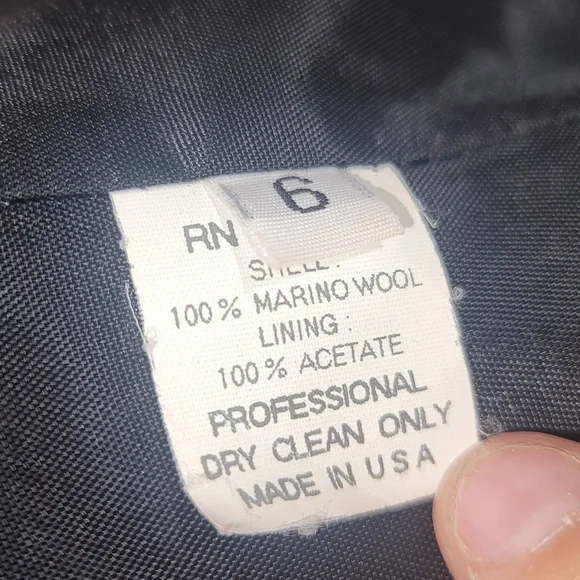 6
RN
SHELL:
100% MARINO WOOL
LINING:
100% ACETATE
PROFESSIONAL
DRY CLEAN ONLY
MADE IN USA